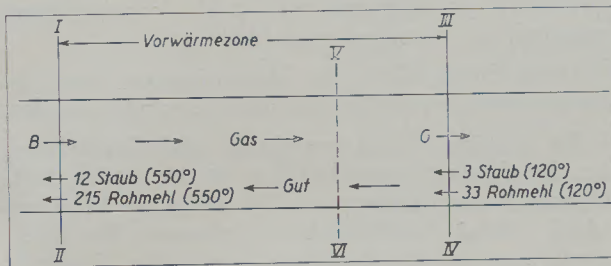 I
III
Vorwärmezone
V
B
Gas
G
12 Staub (550°)
3 Staub (120°)
Gut
215 Rohmehl (550°)
33 Rohmehl (120°)
II
VI
IV